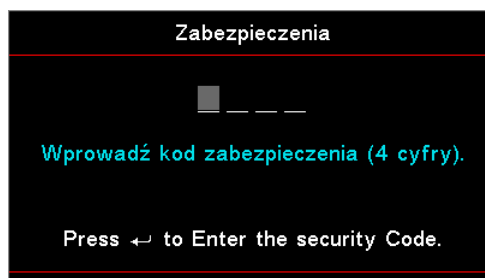 Zabezpieczenia
_ _ _ _
Wprowadź kod zabezpieczenia (4 cyfry).
Press ↵ to Enter the security Code.